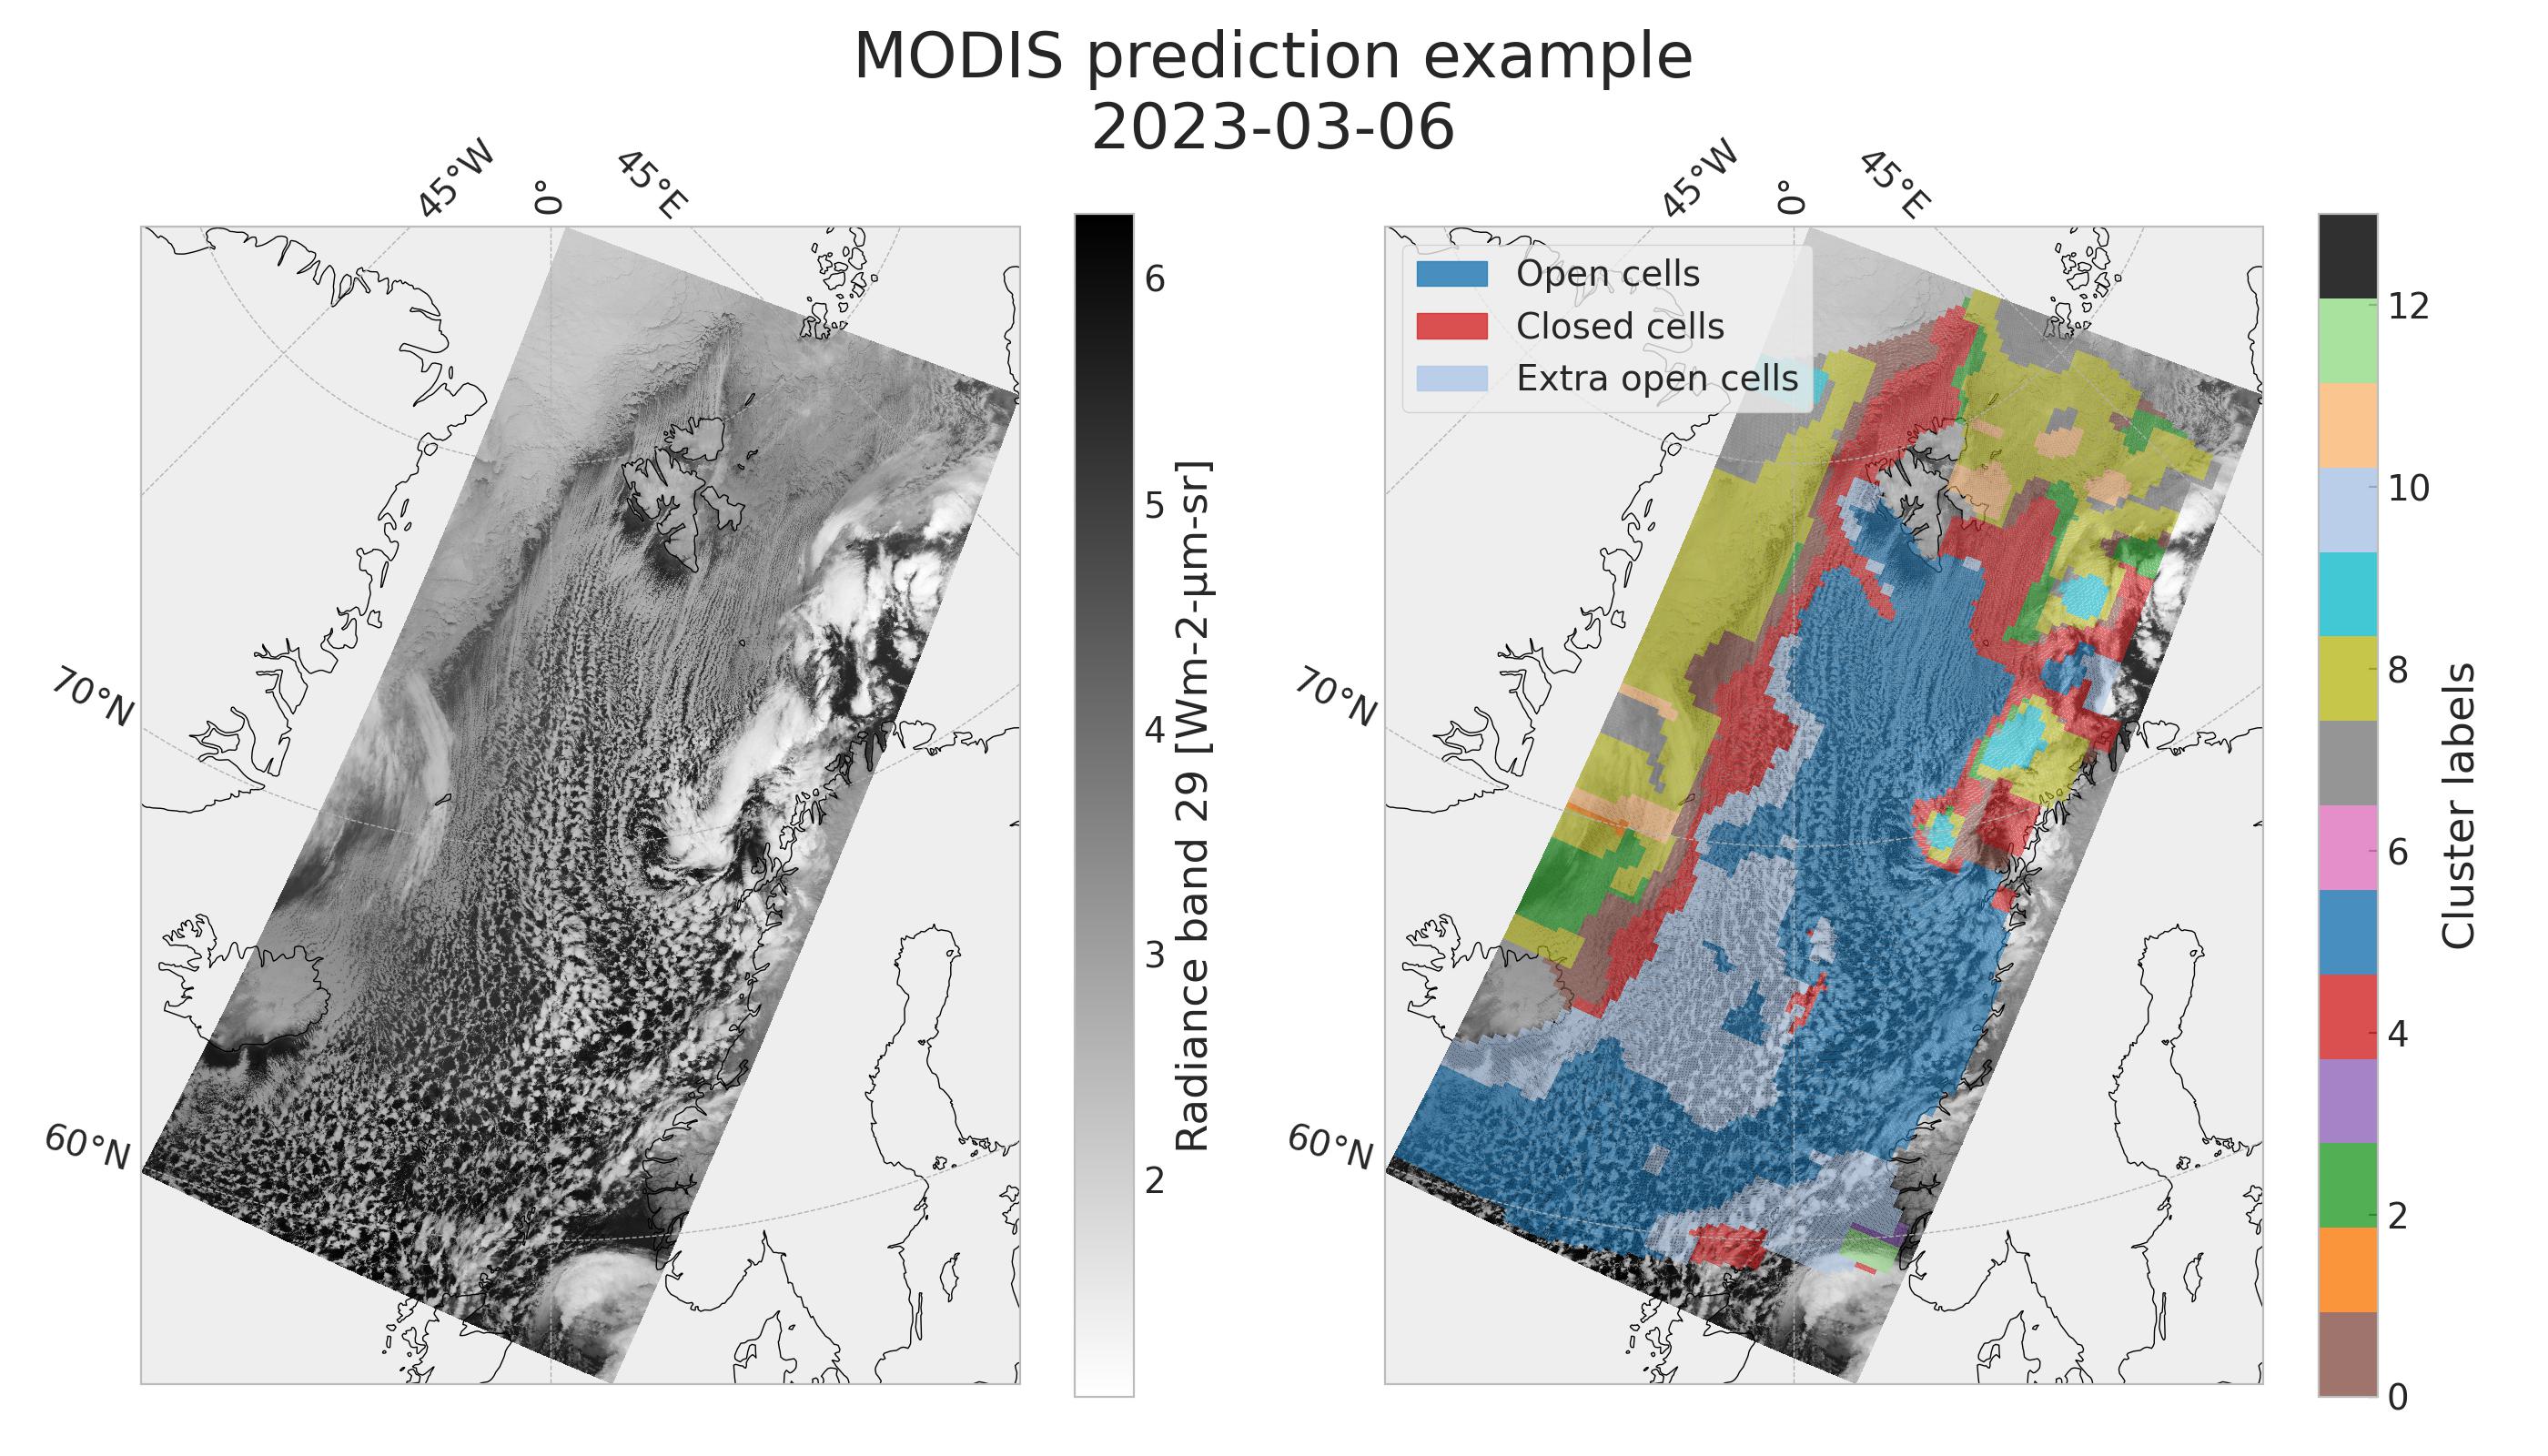 MODIS prediction example
2023-03-06
45°W
0°
45°E
70°N
60°N
6
5
4
3
2
Radiance band 29 [Wm-2-µm-sr]
45°W
0°
45°E
Open cells
Closed cells
Extra open cells
70°N
60°N
12
10
8
6
4
2
0
Cluster labels